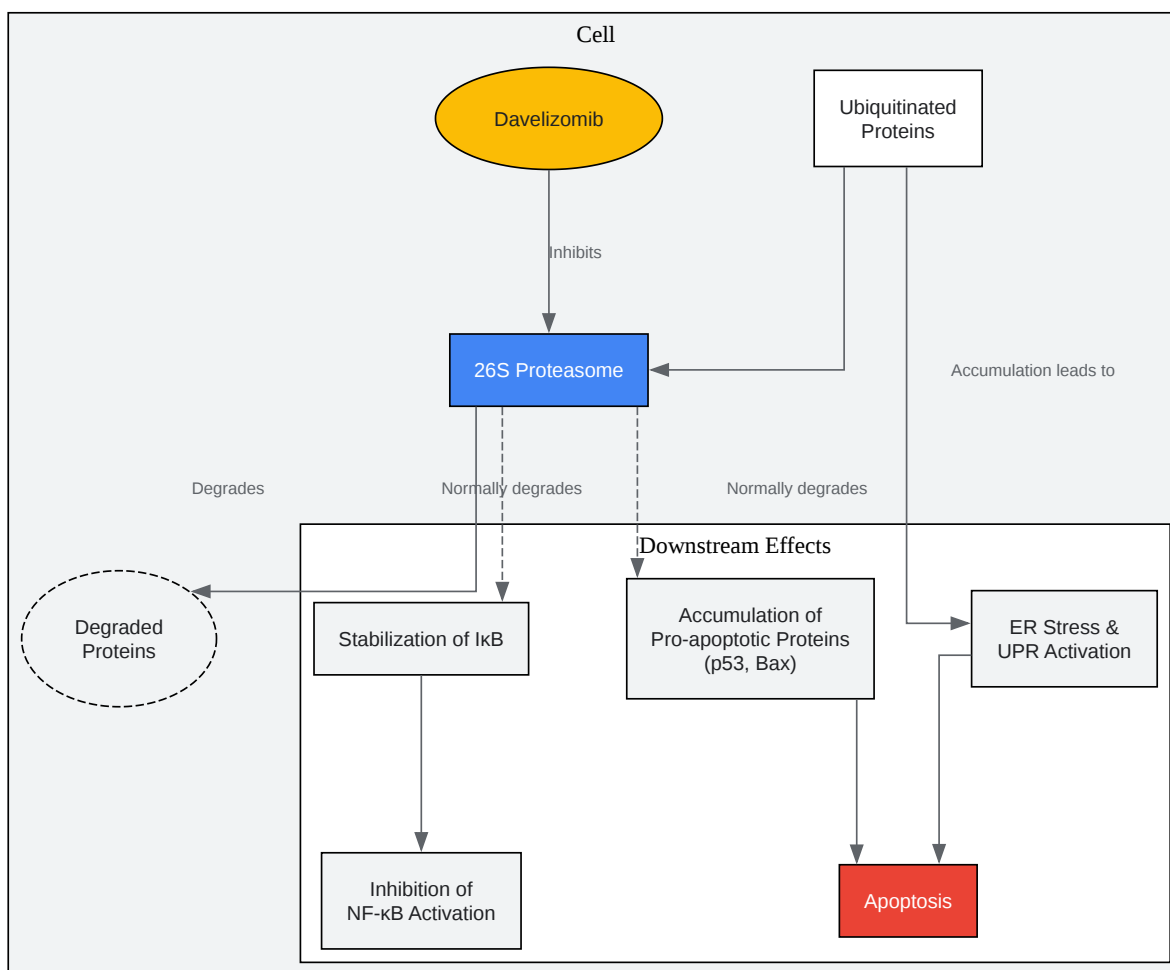 Cell
Davelizomib
Ubiquitinated
Proteins
Inhibits
26S Proteasome
Accumulation leads to
Degrades
Normally degrades
Normally degrades
Downstream Effects
Degraded
Proteins
Stabilization of IκB
Accumulation of
Pro-apoptotic Proteins
(p53, Bax)
ER Stress &
UPR Activation
Inhibition of
NF-κB Activation
Apoptosis